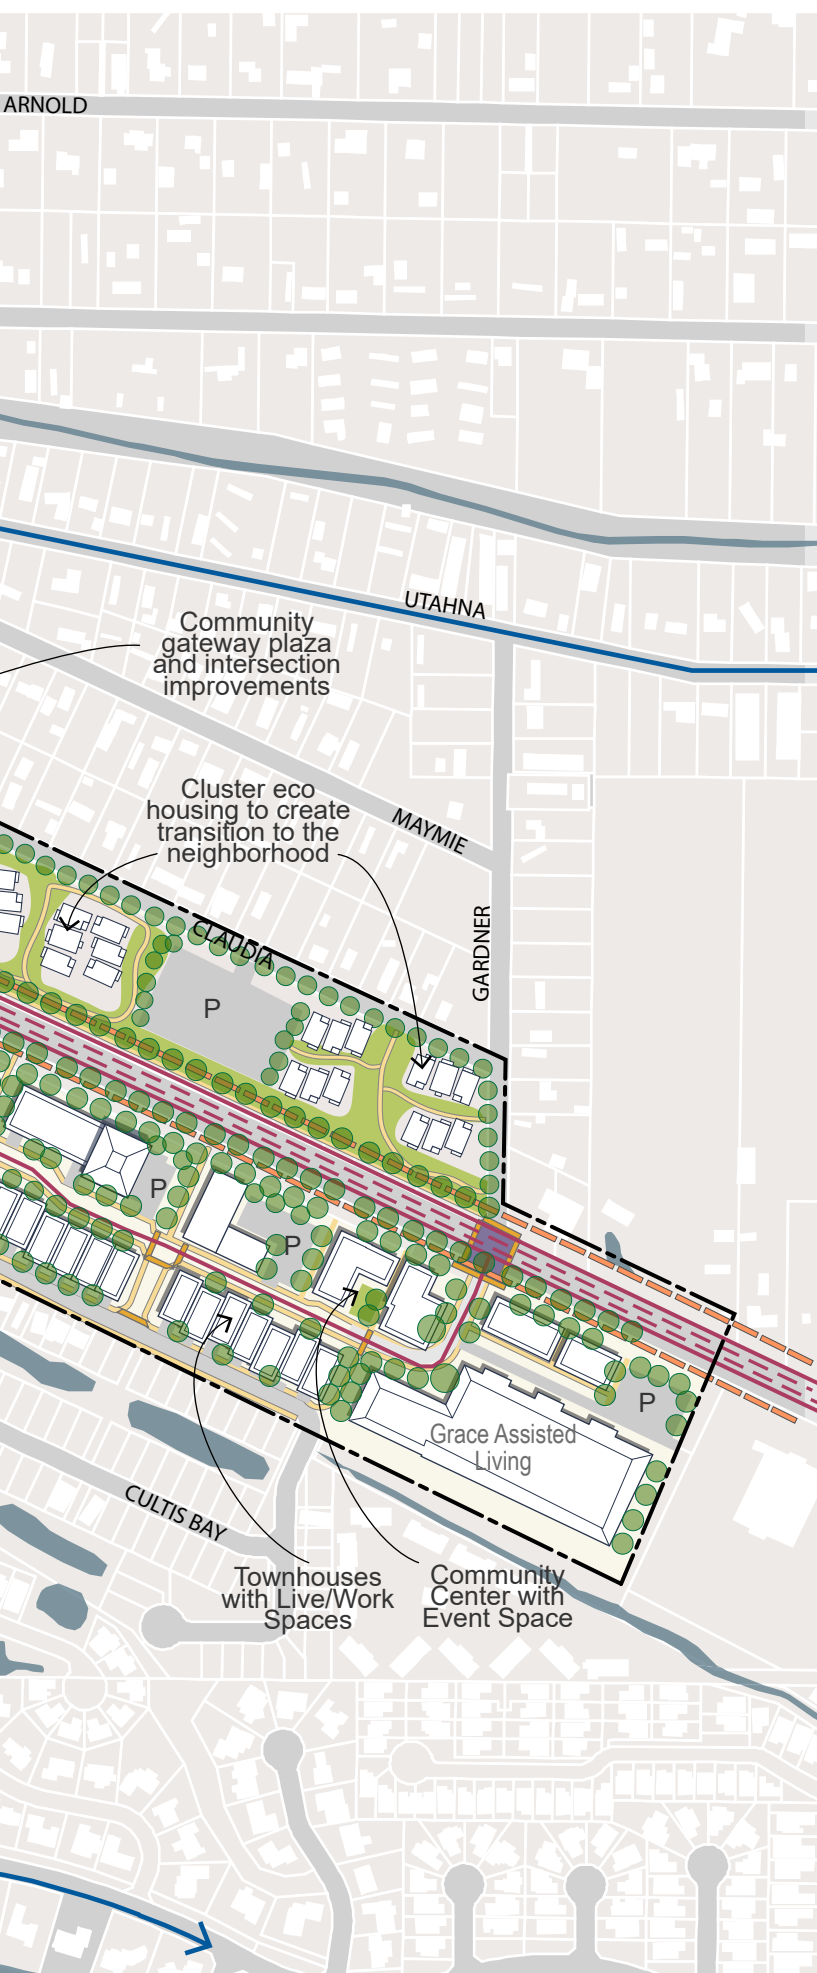 ARNOLD
UTAHNA
Community
gateway plaza
and intersection
improvements
Cluster eco
housing to create
transition to the
neighborhood
MAYMIE
GARDNER
CLAUDIA
P
P
P
P
Grace Assisted
Living
CULTIS BAY
Townhouses
with Live/Work
Spaces
Community
Center with
Event Space